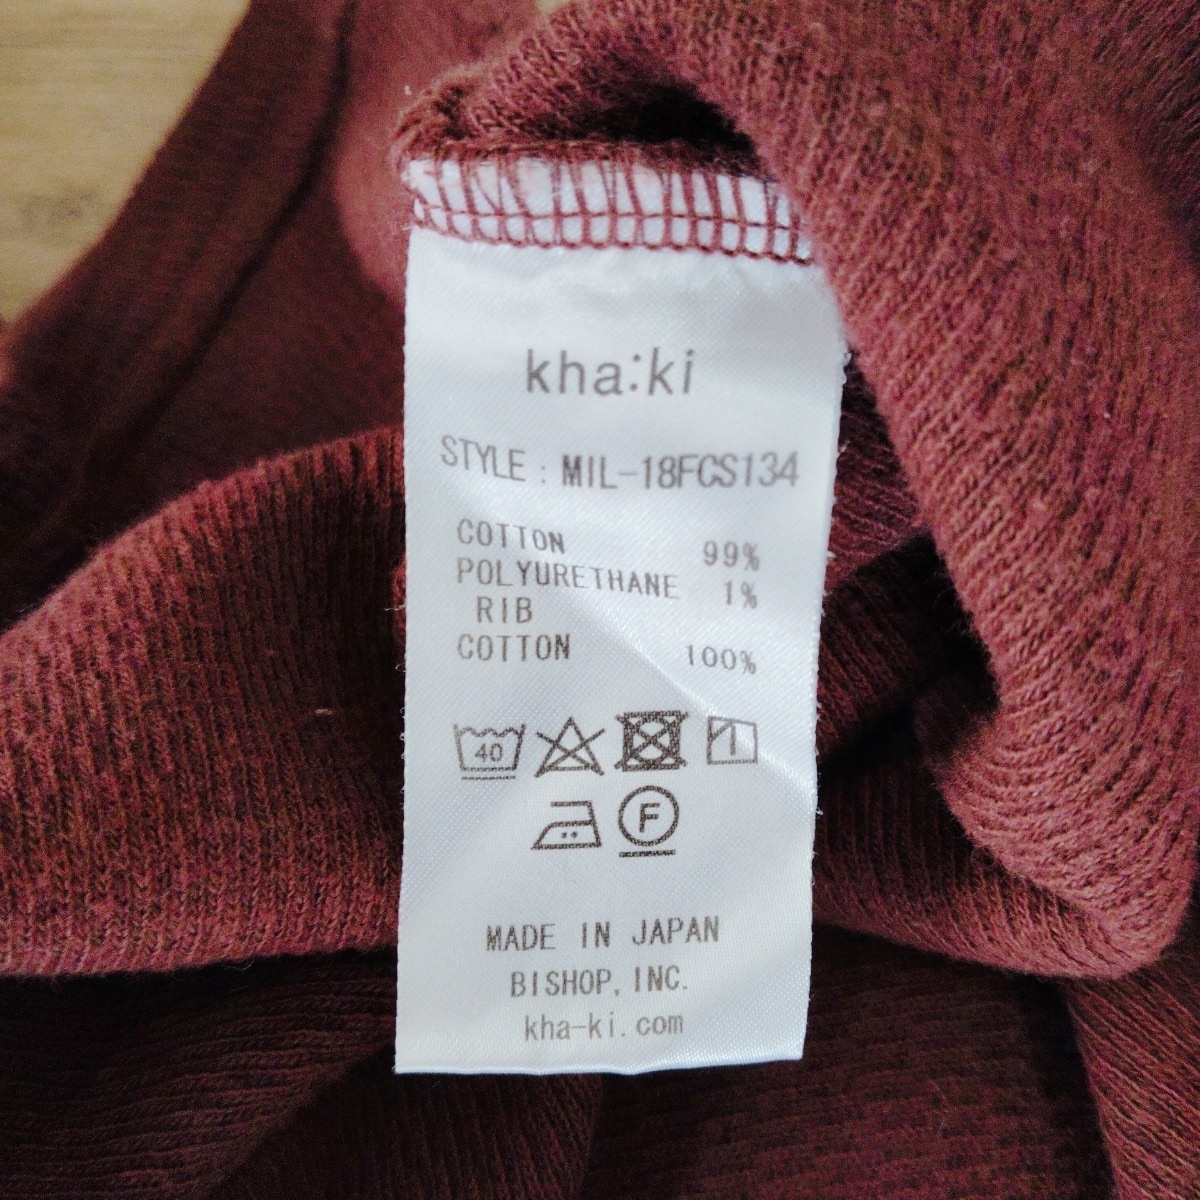 kha:ki
STYLE : MIL-18FCS134
COTTON 99%
POLYURETHANE 1%
RIB
COTTON 100%
40
F
MADE IN JAPAN
BISHOP, INC.
kha-ki.com